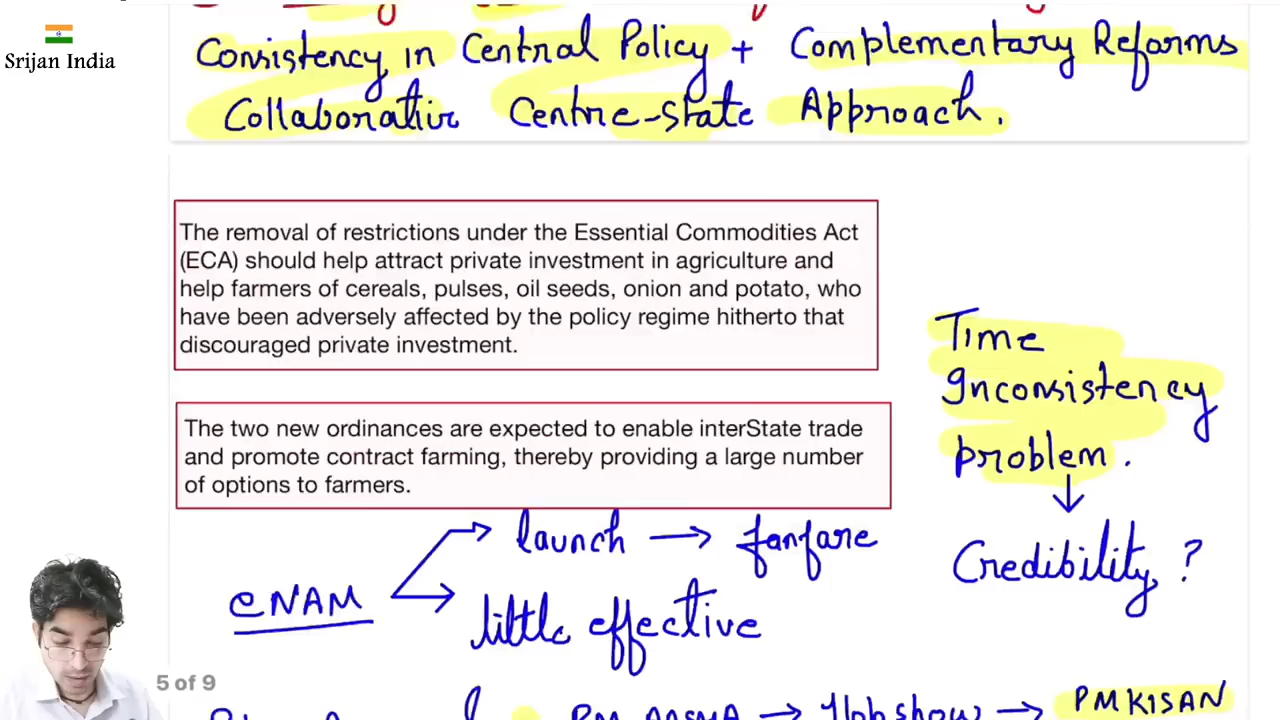 Consistency in Central Policy + Complementary Reforms
Srijan India
Collaborative Centre-state Approach.
The removal of restrictions under the Essential Commodities Act
(ECA) should help attract private investment in agriculture and
help farmers of cereals, pulses, oil seeds, onion and potato, who
have been adversely affected by the policy regime hitherto that
discouraged private investment.
Time
Inconsistency
problem.
The two new ordinances are expected to enable interState trade
and promote contract farming, thereby providing a large number
of options to farmers.
launch → fanfare
Credibility ?
eNAM
little effective
5 of 9
PM AASHA → flopshow → PMKISAN